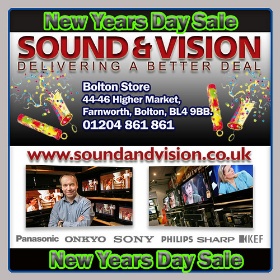 New Years Day Sale
SOUND & VISION
DELIVERING A BETTER DEAL
Bolton Store
44-46 Higher Market,
Farnworth, Bolton, BL4 9BB.
01204 861 861
www.soundandvision.co.uk
Panasonic ONKYO SONY PHILIPS SHARP KEF
New Years Day Sale